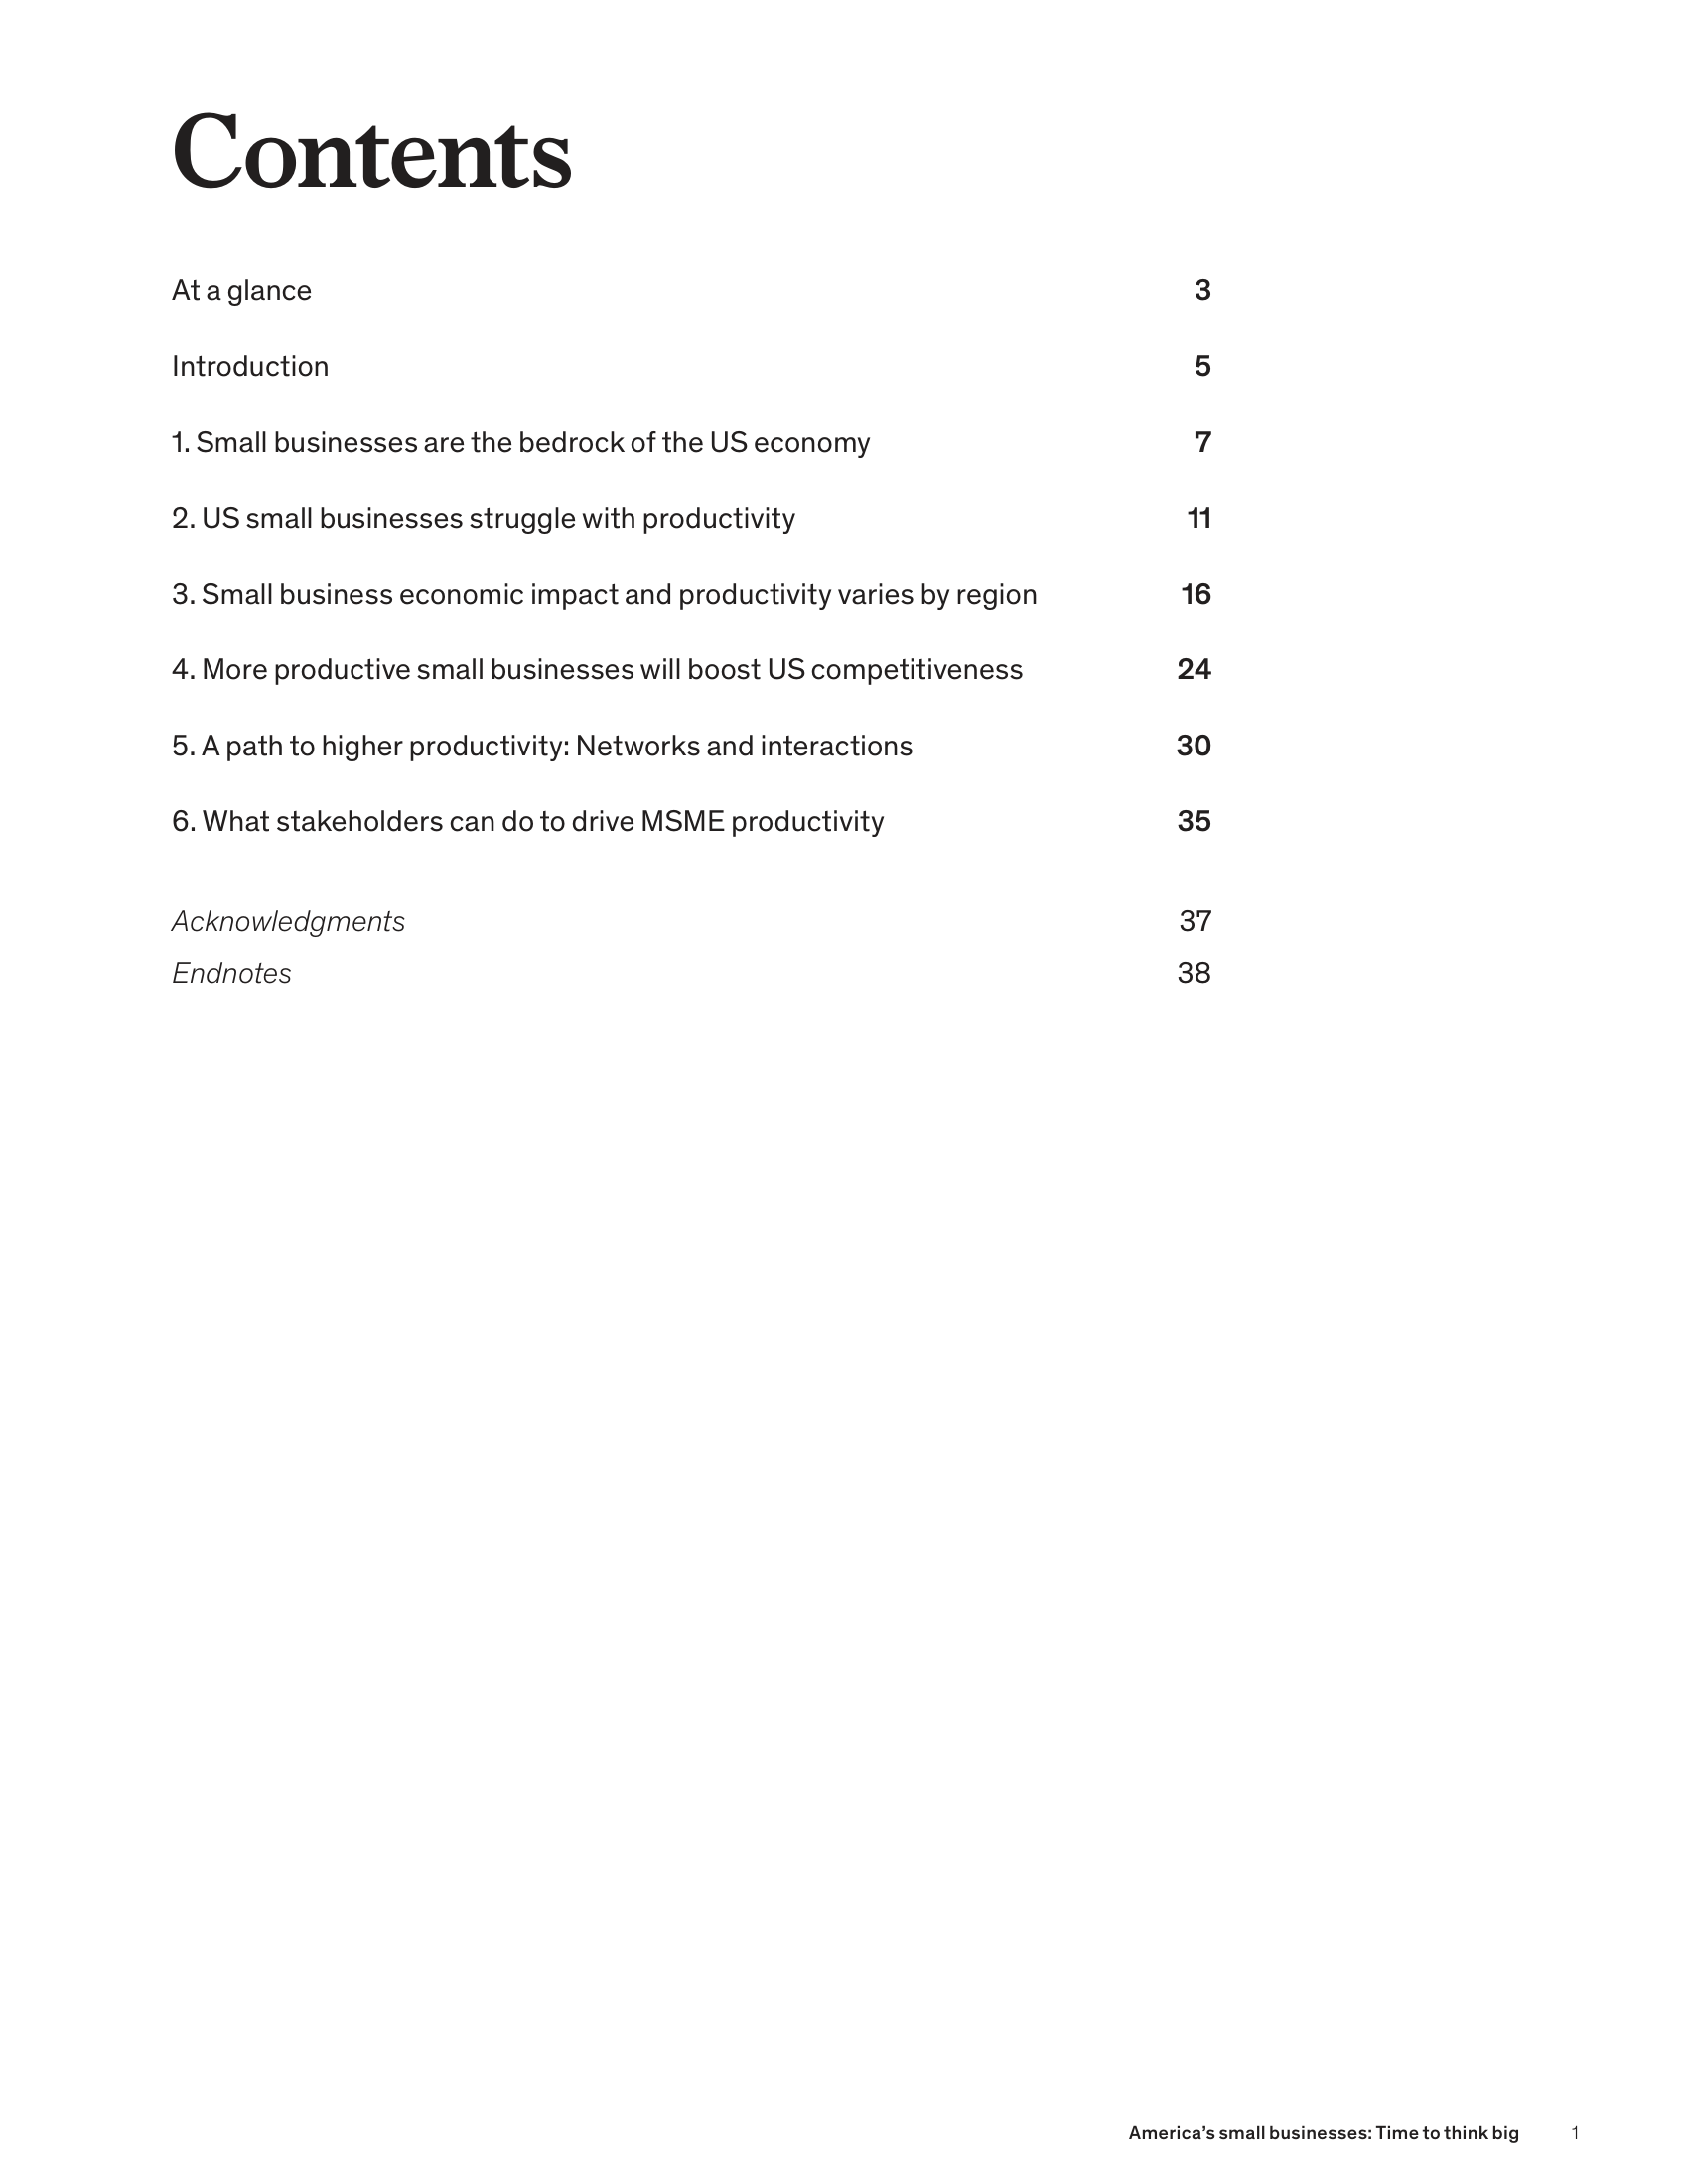 Contents
At a glance 3
Introduction 5
1. Small businesses are the bedrock of the US economy 7
2. US small businesses struggle with productivity 11
3. Small business economic impact and productivity varies by region 16
4. More productive small businesses will boost US competitiveness 24
5. A path to higher productivity: Networks and interactions 30
6. What stakeholders can do to drive MSME productivity 35
Acknowledgments 37
Endnotes 38
America’s small businesses: Time to think big 1